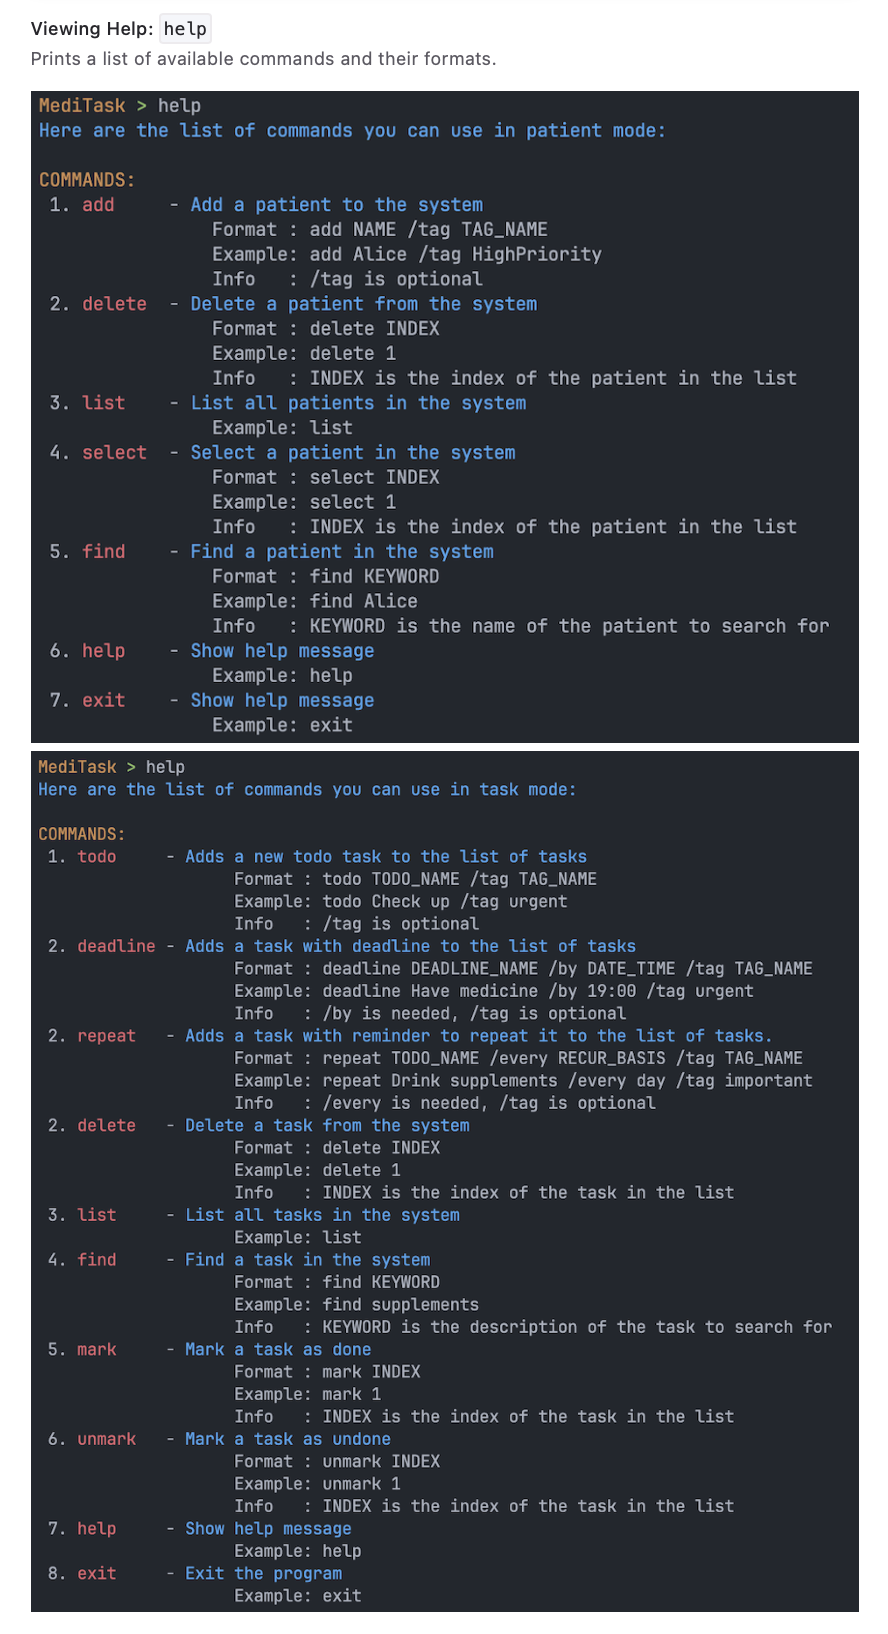 Viewing Help: help
Prints a list of available commands and their formats.
MediTask > help
Here are the list of commands you can use in patient mode:
COMMANDS:
1. add - Add a patient to the system
Format : add NAME /tag TAG_NAME
Example: add Alice /tag HighPriority
Info : /tag is optional
2. delete - Delete a patient from the system
Format : delete INDEX
Example: delete 1
Info : INDEX is the index of the patient in the list
3. list - List all patients in the system
Example: list
4. select - Select a patient in the system
Format : select INDEX
Example: select 1
Info : INDEX is the index of the patient in the list
5. find - Find a patient in the system
Format : find KEYWORD
Example: find Alice
Info : KEYWORD is the name of the patient to search for
6. help - Show help message
Example: help
7. exit - Show help message
Example: exit
MediTask > help
Here are the list of commands you can use in task mode:
COMMANDS:
1. todo - Adds a new todo task to the list of tasks
Format : todo TODO_NAME /tag TAG_NAME
Example: todo Check up /tag urgent
Info : /tag is optional
2. deadline - Adds a task with deadline to the list of tasks
Format : deadline DEADLINE_NAME /by DATE_TIME /tag TAG_NAME
Example: deadline Have medicine /by 19:00 /tag urgent
Info : /by is needed, /tag is optional
2. repeat - Adds a task with reminder to repeat it to the list of tasks.
Format : repeat TODO_NAME /every RECUR_BASIS /tag TAG_NAME
Example: repeat Drink supplements /every day /tag important
Info : /every is needed, /tag is optional
2. delete - Delete a task from the system
Format : delete INDEX
Example: delete 1
Info : INDEX is the index of the task in the list
3. list - List all tasks in the system
Example: list
4. find - Find a task in the system
Format : find KEYWORD
Example: find supplements
Info : KEYWORD is the description of the task to search for
5. mark - Mark a task as done
Format : mark INDEX
Example: mark 1
Info : INDEX is the index of the task in the list
6. unmark - Mark a task as undone
Format : unmark INDEX
Example: unmark 1
Info : INDEX is the index of the task in the list
7. help - Show help message
Example: help
8. exit - Exit the program
Example: exit